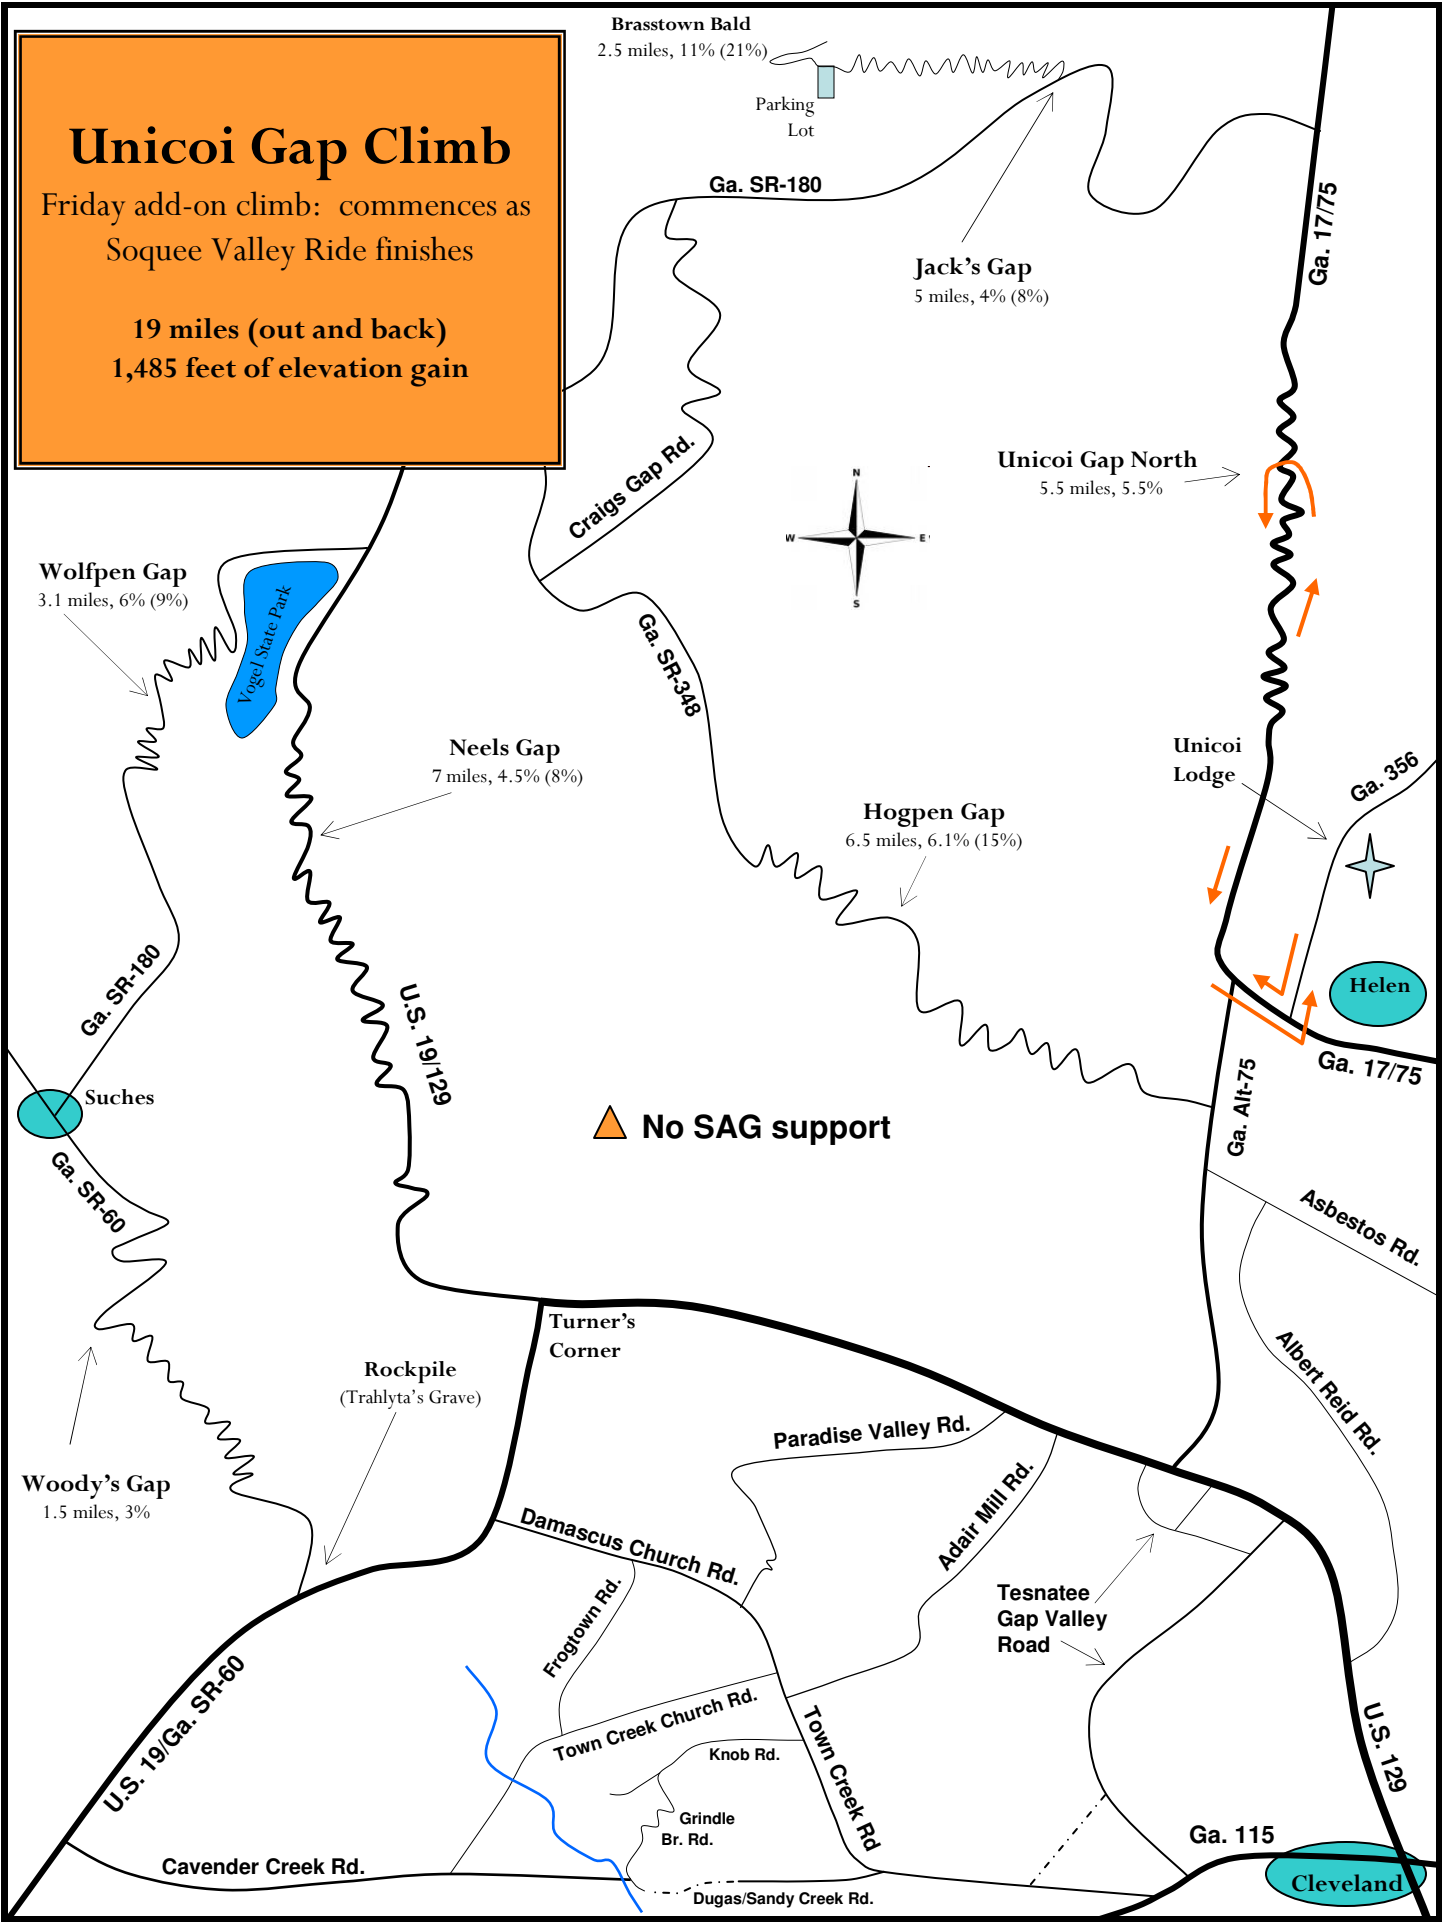 Brasstown Bald
2.5 miles, 11% (21%)
Parking
Lot
Unicoi Gap Climb
Friday add-on climb:  commences as
Soquee Valley Ride finishes
19 miles (out and back)
1,485 feet of elevation gain
Ga. SR-180
Ga. 17/75
Jack's Gap
5 miles, 4% (8%)
Craigs Gap Rd.
Unicoi Gap North
5.5 miles, 5.5%
N
W
E
S
Wolfpen Gap
3.1 miles, 6% (9%)
Vogel State Park
Ga. SR-348
Neels Gap
7 miles, 4.5% (8%)
Unicoi
Lodge
Ga. 356
Hogpen Gap
6.5 miles, 6.1% (15%)
Ga. SR-180
U.S. 19/129
Helen
Ga. 17/75
Suches
Ga. Alt-75
No SAG support
Ga. SR-60
Asbestos Rd.
Turner's
Corner
Rockpile
(Trahlyta's Grave)
Albert Reid Rd.
Paradise Valley Rd.
Woody's Gap
1.5 miles, 3%
Adair Mill Rd.
Damascus Church Rd.
Tesnatee
Gap Valley
Road
Frogtown Rd.
U.S. 19/Ga. SR-60
Town Creek Church Rd.
Town Creek Rd
U.S. 129
Knob Rd.
Grindle
Br. Rd.
Ga. 115
Cavender Creek Rd.
Cleveland
Dugas/Sandy Creek Rd.